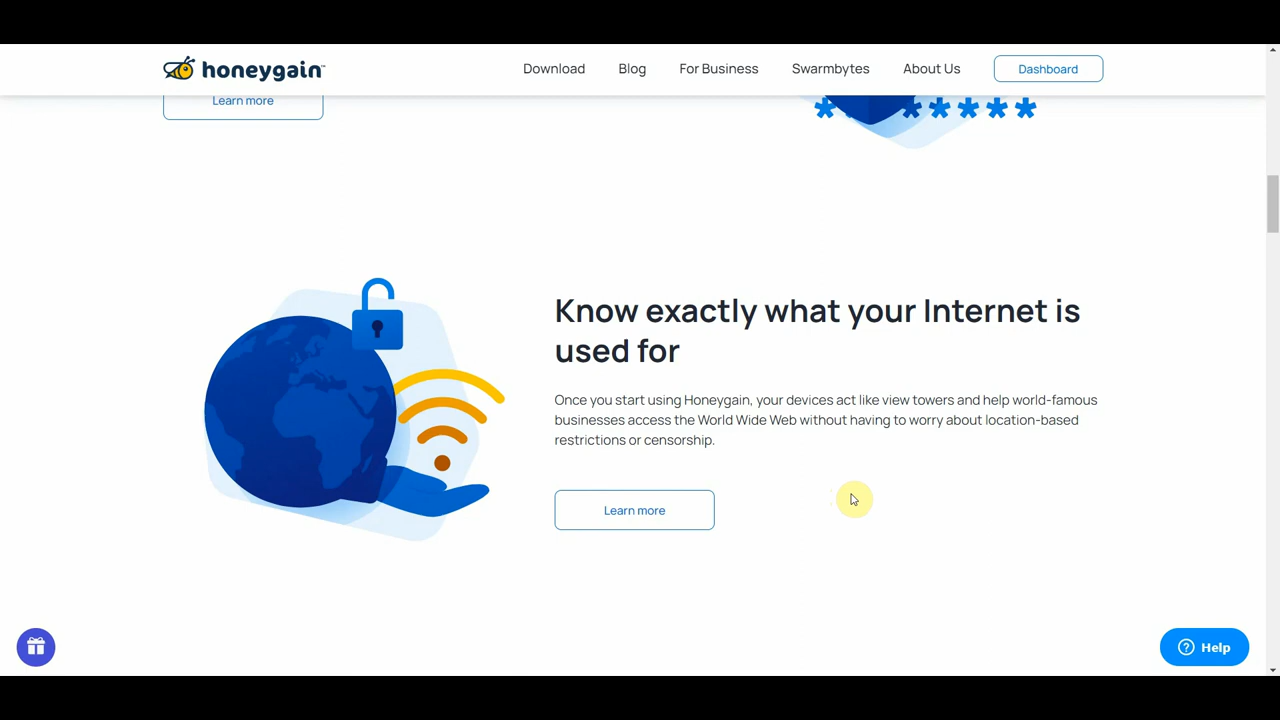 honeygain™
Download Blog For Business Swarmbytes About Us Dashboard
Learn more
* * * * * *
Know exactly what your Internet is
used for
Once you start using Honeygain, your devices act like view towers and help world-famous
businesses access the World Wide Web without having to worry about location-based
restrictions or censorship.
Learn more
? Help